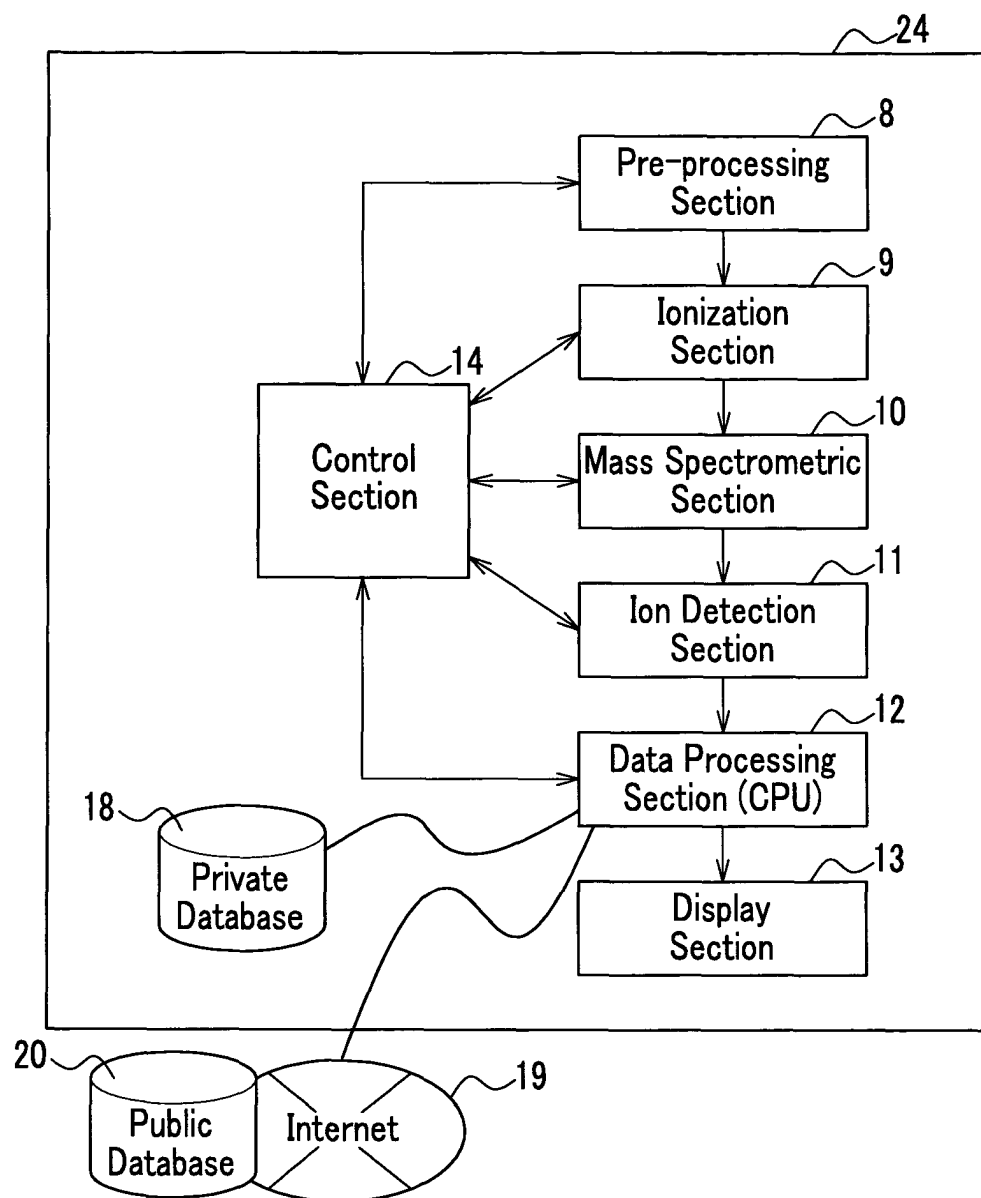 24
8
Pre-processing
Section
9
Ionization
Section
14
Control
Section
10
Mass Spectrometric
Section
11
Ion Detection
Section
12
Data Processing
Section (CPU)
18
Private
Database
13
Display
Section
20
Public
Database
19
Internet